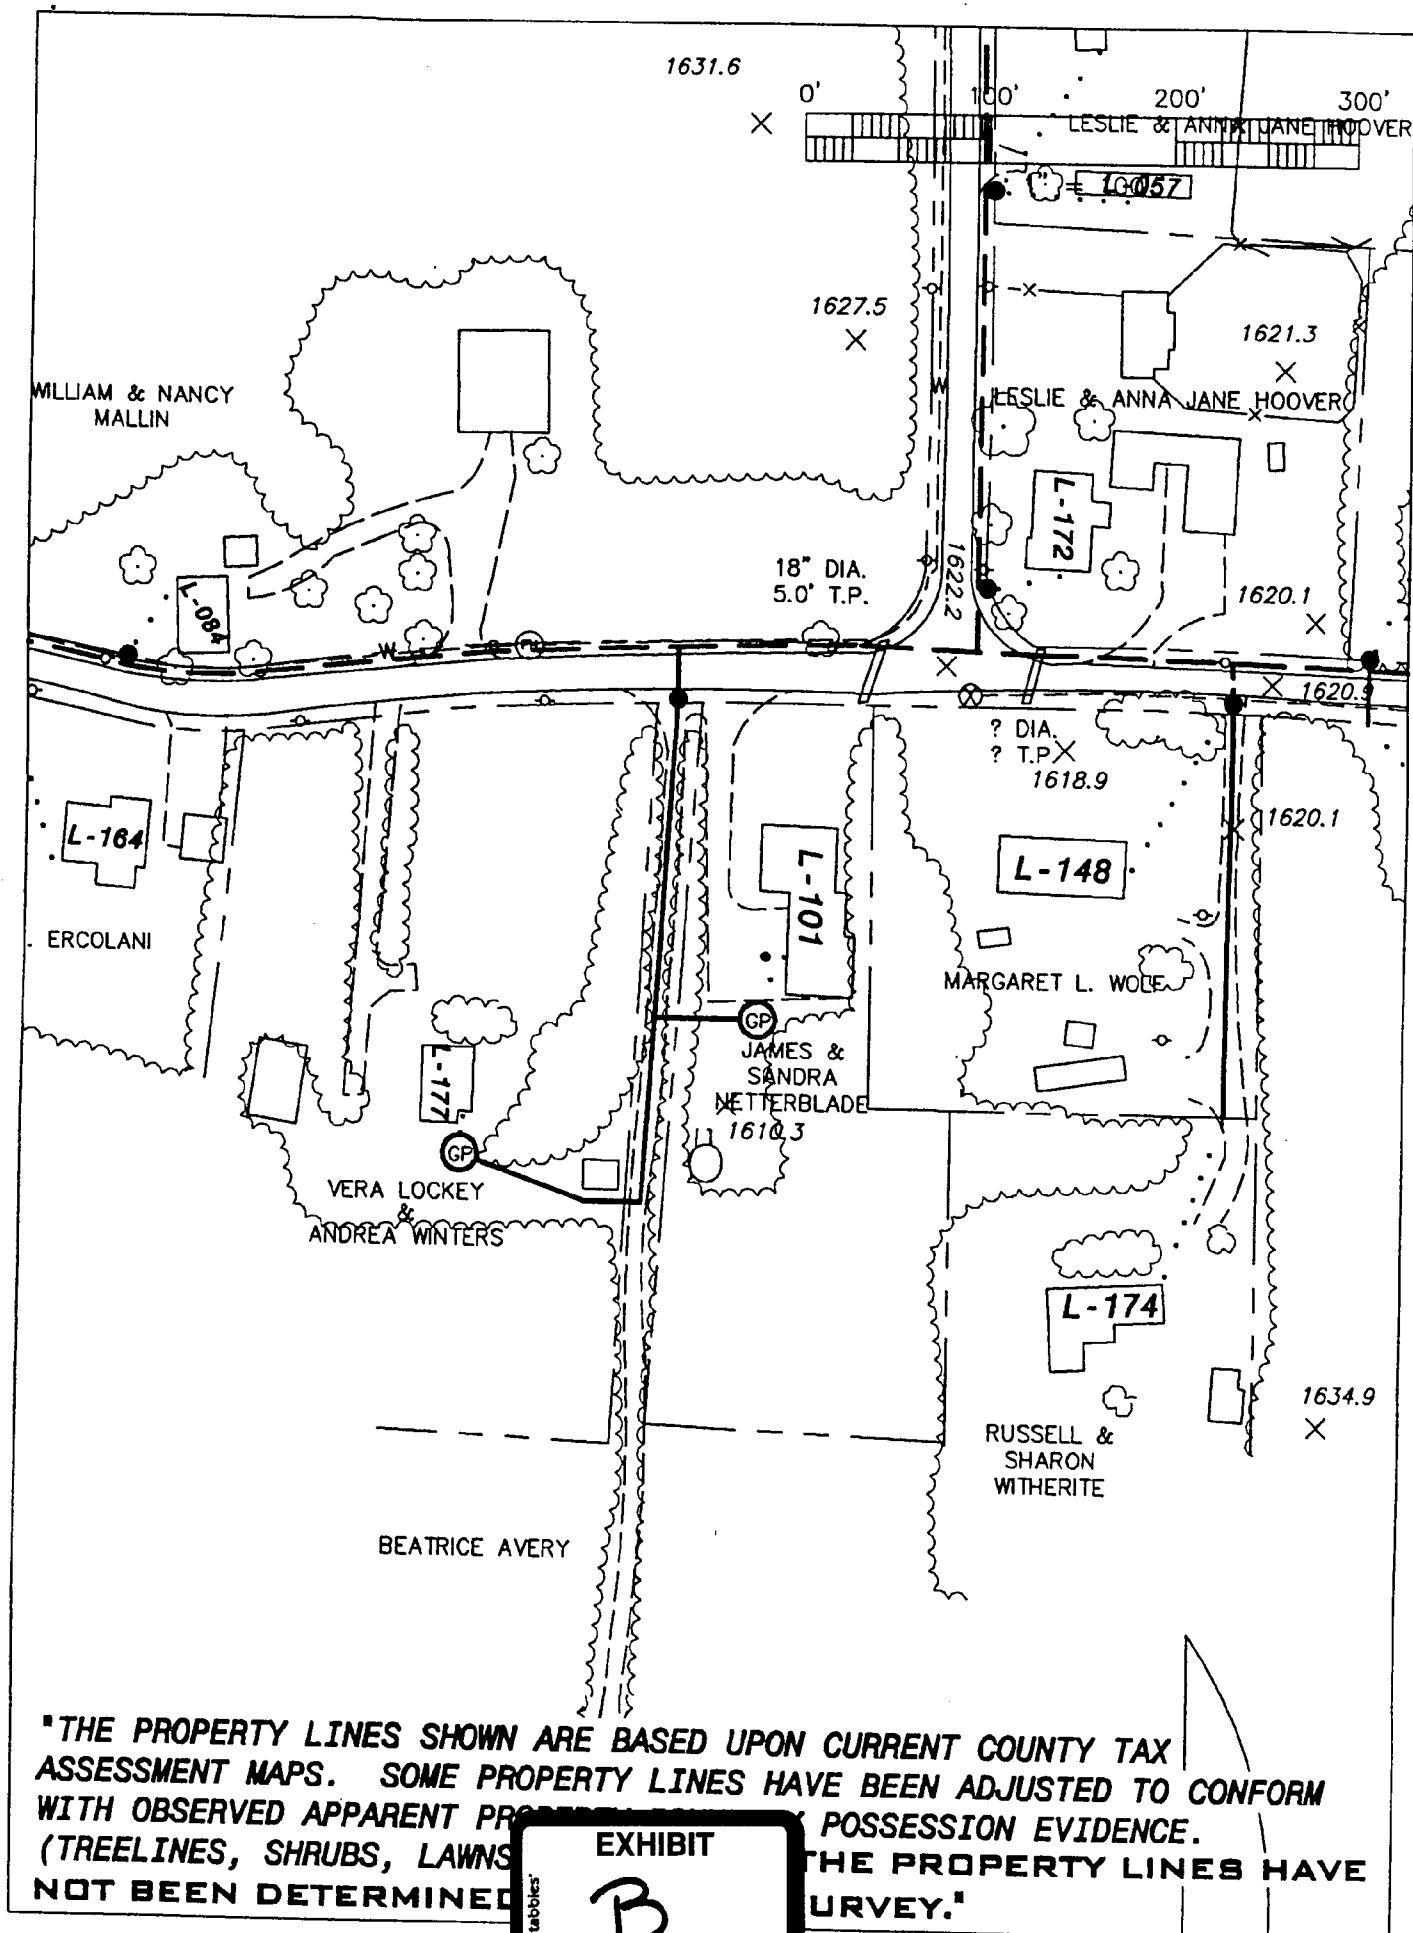 1631.6
0' 100' 200' 300'
LESLIE & ANNA JANE HOOVER
1627.5
1621.3
WILLIAM & NANCY
MALLIN
LESLIE & ANNA JANE HOOVER
W
L-172
18" DIA.
5.0' T.P.
1622.2
1620.1
L-084
W
1620.9
? DIA.
? T.P.
1618.9
1620.1
L-164
L-101
L-148
ERCOLANI
MARGARET L. WOLF
GP
JAMES &
SANDRA
NETTERBLADE
L-177
1610.3
GP
VERA LOCKEY
&
ANDREA WINTERS
L-174
1634.9
RUSSELL &
SHARON
WITHERITE
BEATRICE AVERY
"THE PROPERTY LINES SHOWN ARE BASED UPON CURRENT COUNTY TAX
ASSESSMENT MAPS. SOME PROPERTY LINES HAVE BEEN ADJUSTED TO CONFORM
WITH OBSERVED APPARENT POSSESSION EVIDENCE.
(TREELINES, SHRUBS, LAWNS THE PROPERTY LINES HAVE
NOT BEEN DETERMINED URVEY."
EXHIBIT
B
tabbies'